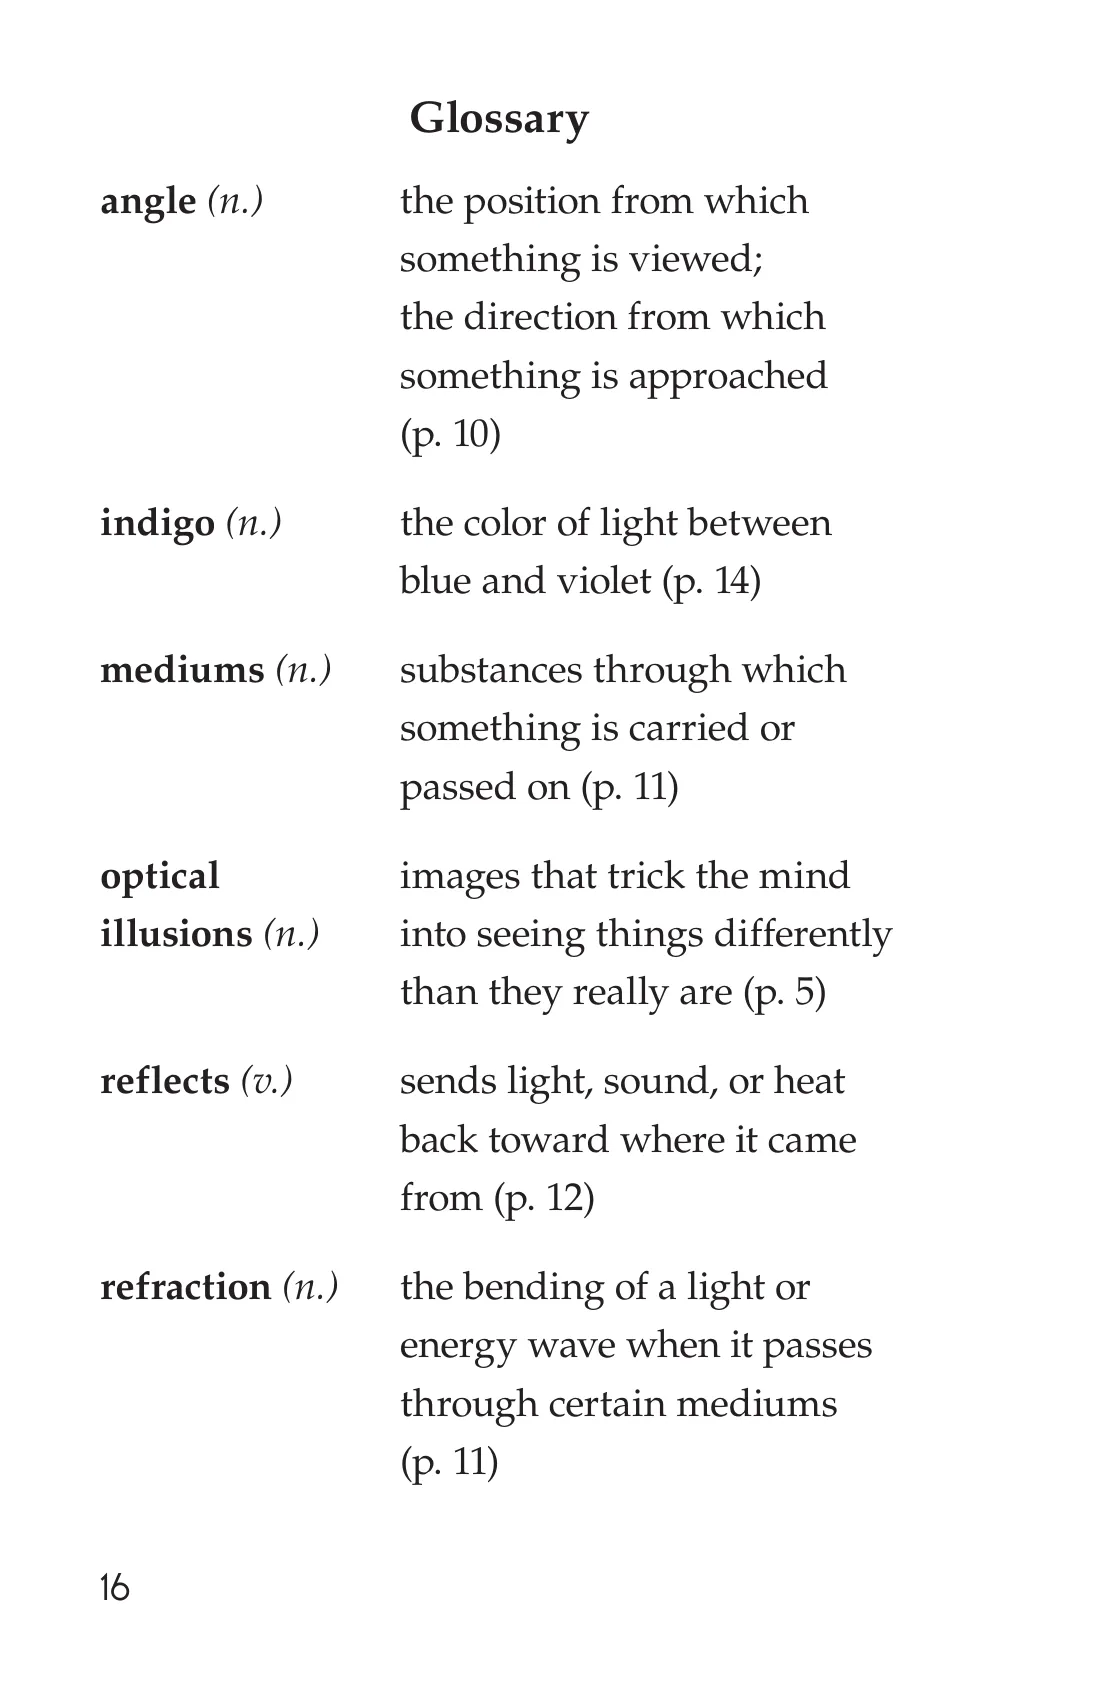 Glossary
angle (n.) the position from which
something is viewed;
the direction from which
something is approached
(p. 10)
indigo (n.) the color of light between
blue and violet (p. 14)
mediums (n.) substances through which
something is carried or
passed on (p. 11)
optical images that trick the mind
illusions (n.) into seeing things differently
than they really are (p. 5)
reflects (v.) sends light, sound, or heat
back toward where it came
from (p. 12)
refraction (n.) the bending of a light or
energy wave when it passes
through certain mediums
(p. 11)
16